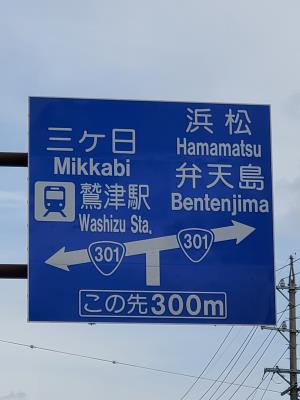 三ケ日
Mikkabi
鷲津駅
Washizu Sta.
浜松
Hamamatsu
弁天島
Bentenjima
301
301
この先300m